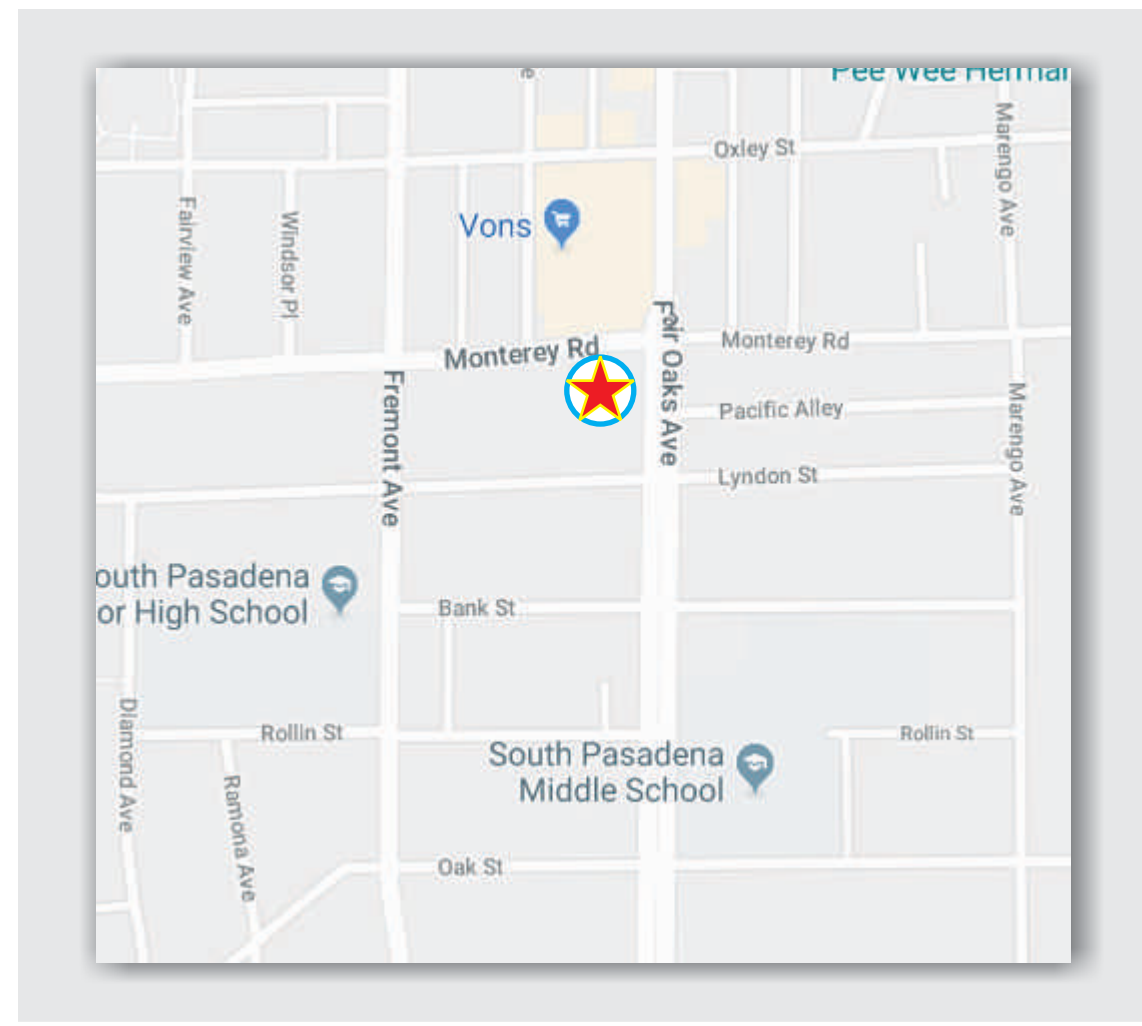 Pee Wee Herman
Oxley St
Marengo Ave
Fairview Ave
Windsor Pl
Vons
Fair Oaks Ave
Monterey Rd
Monterey Rd
Fremont Ave
Pacific Alley
Marengo Ave
Lyndon St
outh Pasadena
or High School
Bank St
Diamond Ave
Rollin St
Rollin St
South Pasadena
Middle School
Ramona Ave
Oak St